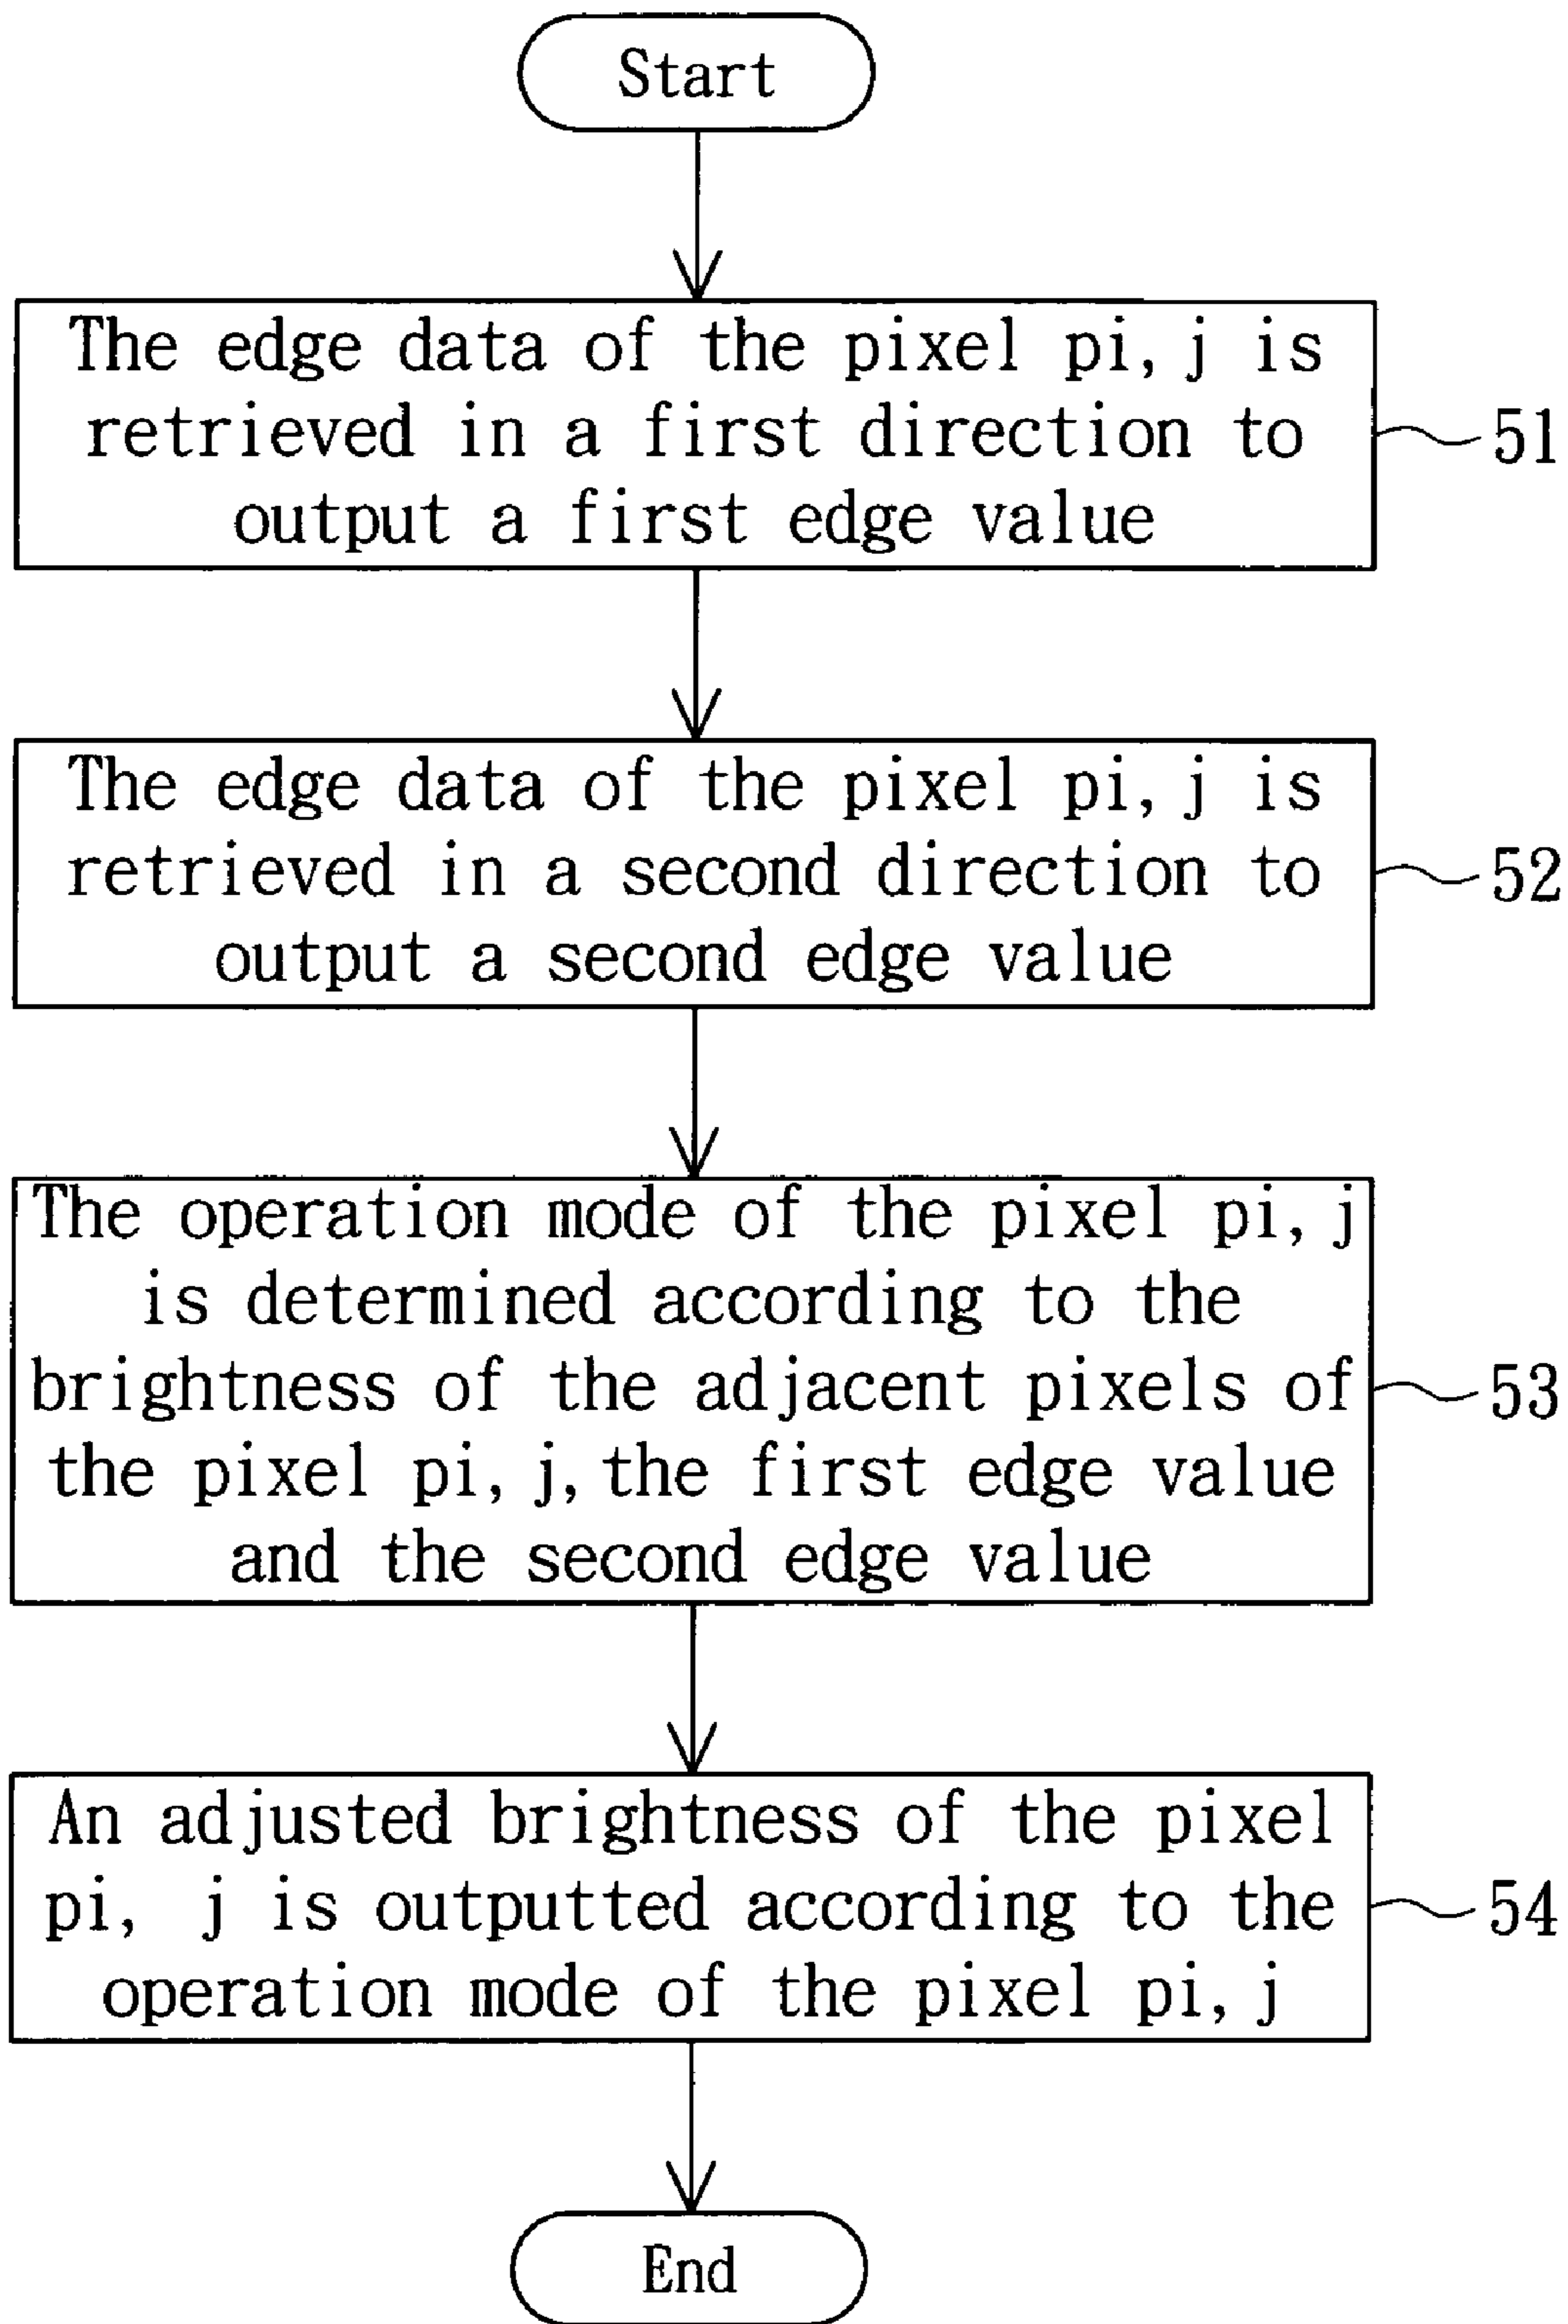 Start
The edge data of the pixel pi, j is
retrieved in a first direction to
output a first edge value
51
The edge data of the pixel pi, j is
retrieved in a second direction to
output a second edge value
52
The operation mode of the pixel pi, j
is determined according to the
brightness of the adjacent pixels of
the pixel pi, j, the first edge value
and the second edge value
53
An adjusted brightness of the pixel
pi, j is outputted according to the
operation mode of the pixel pi, j
54
End